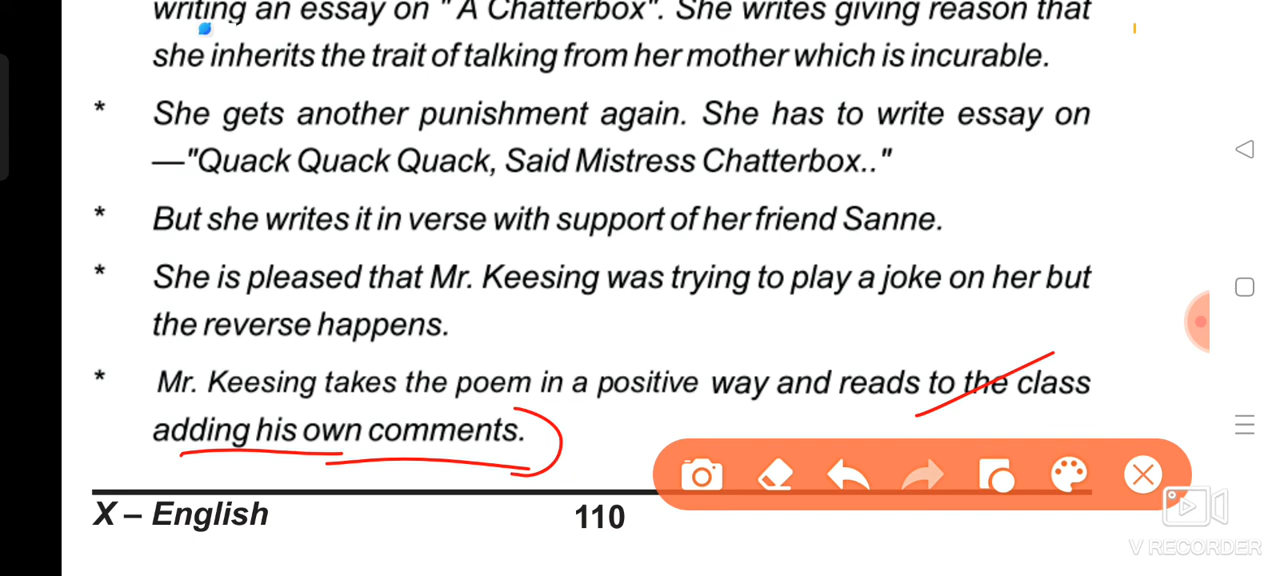 writing an essay on " A Chatterbox". She writes giving reason that
she inherits the trait of talking from her mother which is incurable.
* She gets another punishment again. She has to write essay on
—"Quack Quack Quack, Said Mistress Chatterbox.."
* But she writes it in verse with support of her friend Sanne.
* She is pleased that Mr. Keesing was trying to play a joke on her but
the reverse happens.
* Mr. Keesing takes the poem in a positive way and reads to the class
adding his own comments.
X – English 110
V RECORDER